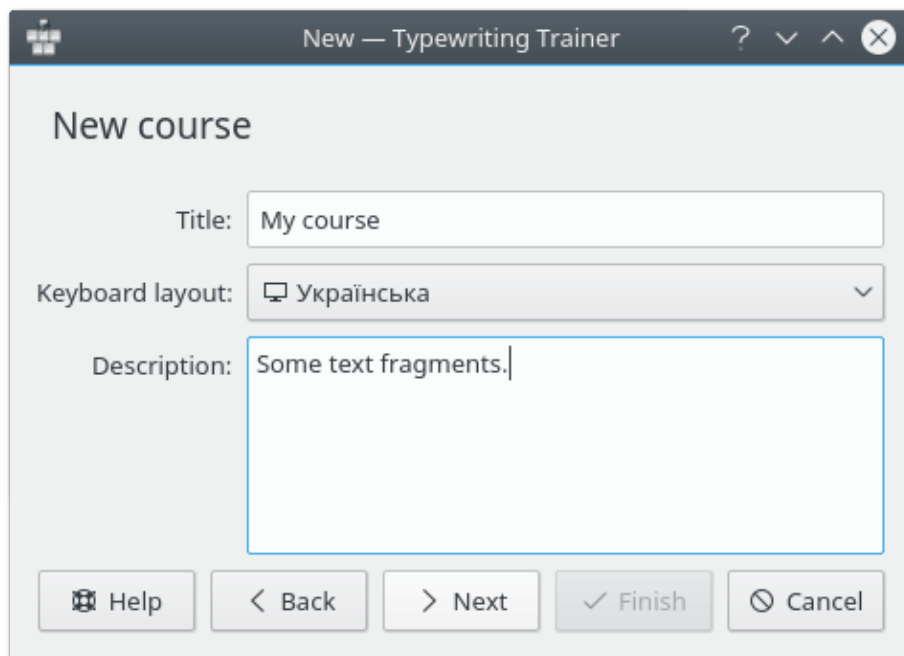 New — Typewriting Trainer ?
New course
Title: My course
Keyboard layout: Українська
Description: Some text fragments.
Help Back Next Finish Cancel